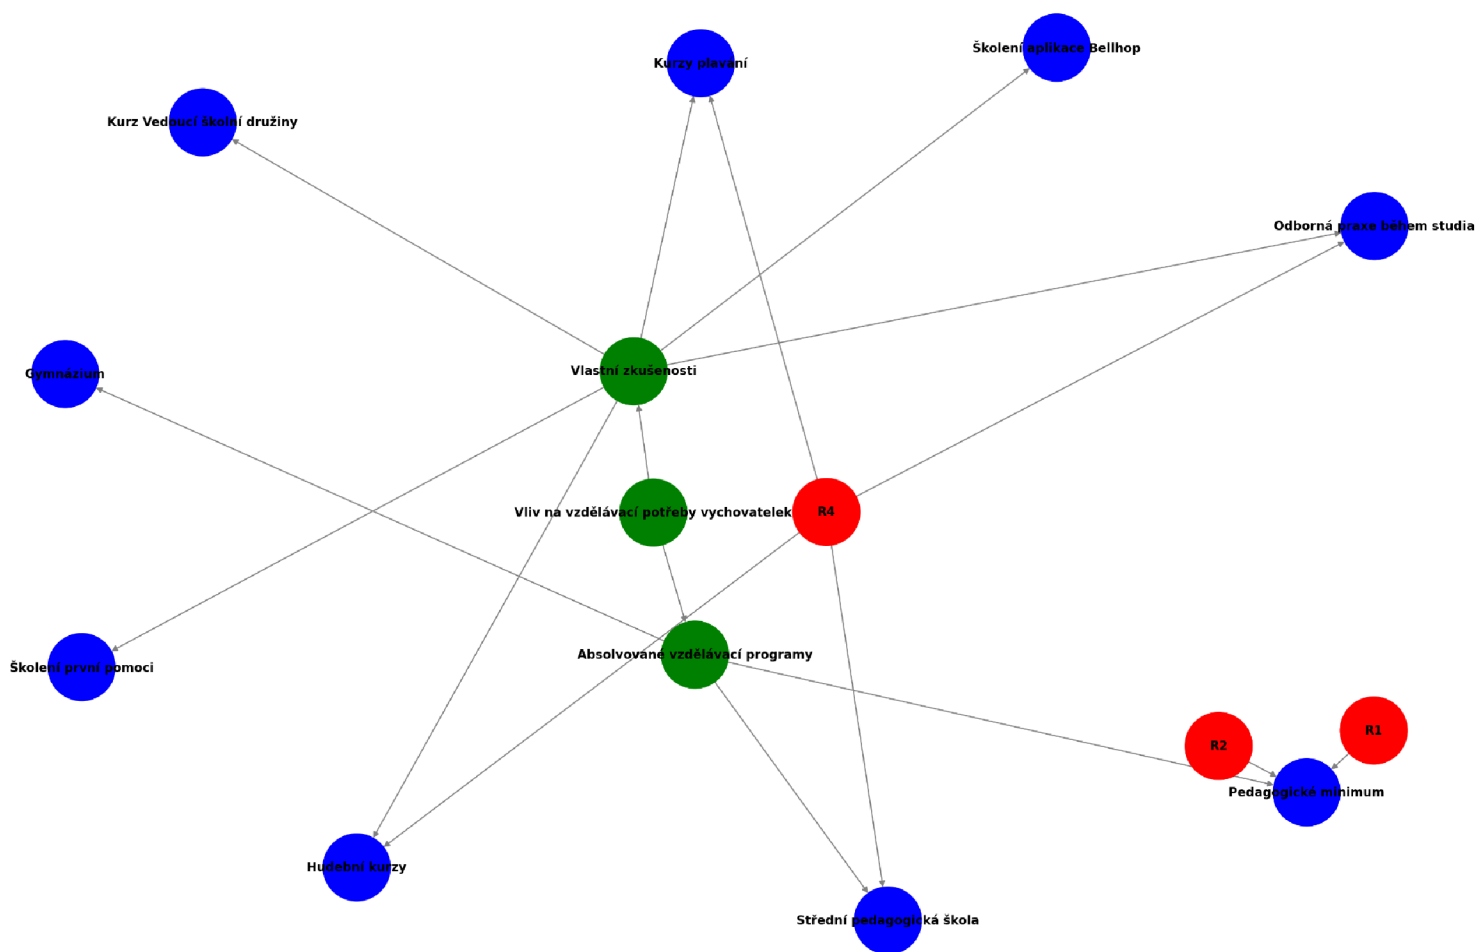 Školení aplikace Bellhop
Kurzy plavání
Kurz Vedoucí školní družiny
Odborná praxe během studia
Vlastní zkušenosti
Gymnázium
Vliv na vzdělávací potřeby vychovatelek
R4
Absolvované vzdělávací programy
Školení první pomoci
R1
R2
Pedagogické minimum
Hudební kurzy
Střední pedagogická škola